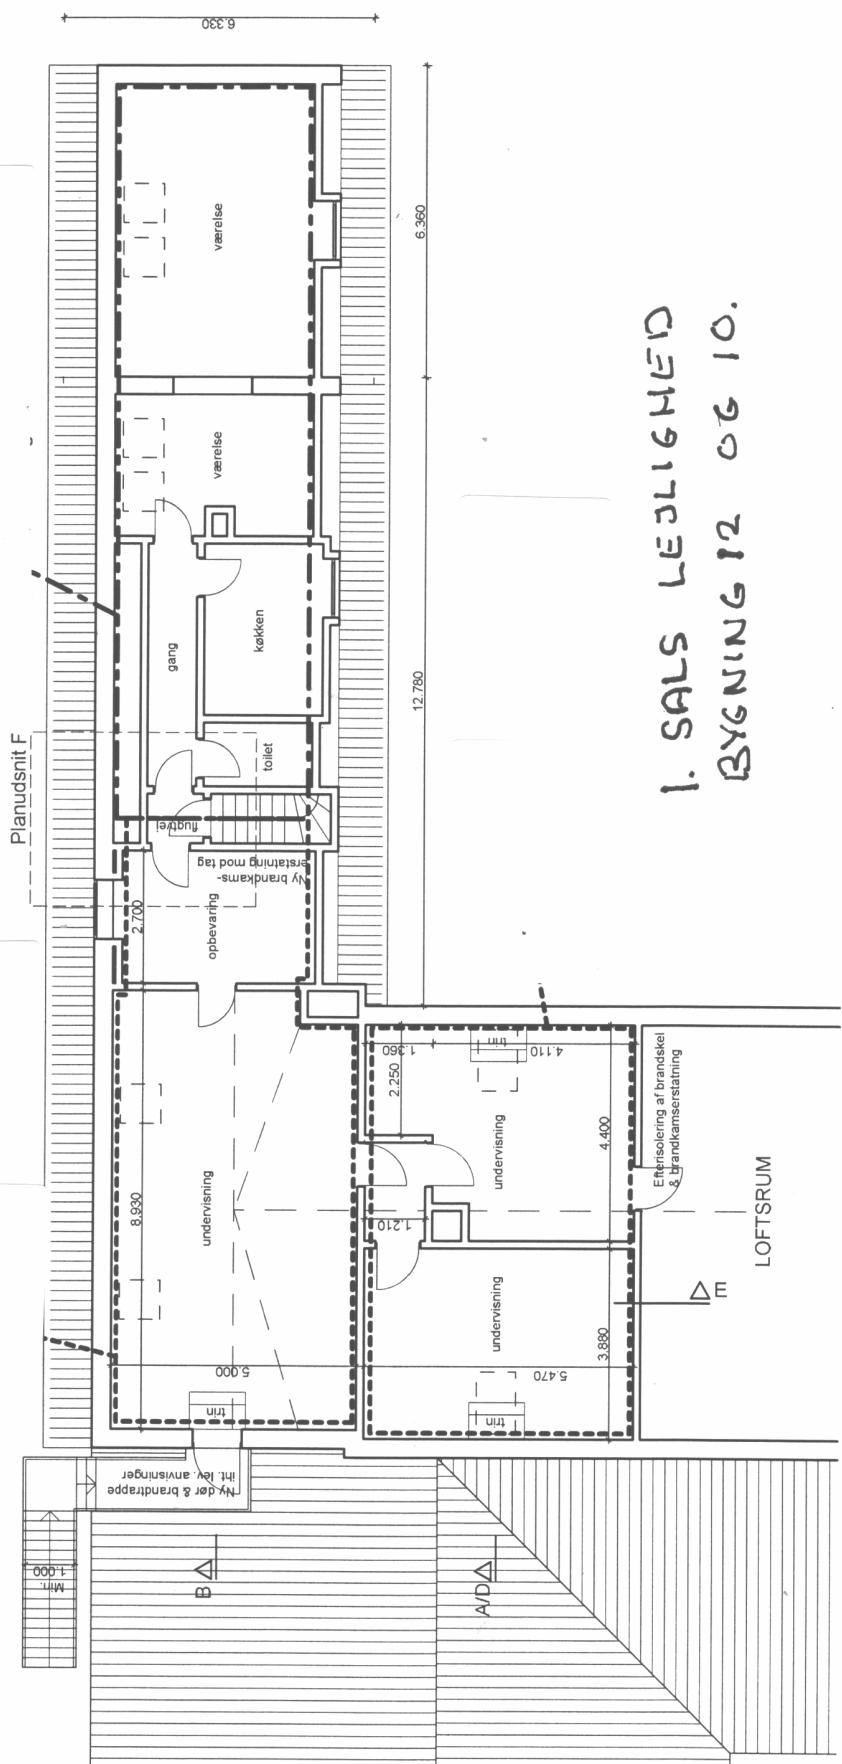 6.330
værelse
6.360
værelse
gang
køkken
12.780
toilet
Planudsnit F
flugtvej
Ny brandkams-
erstatning mod tag
opbevaring
2.700
undervisning
8.930
5.000
trin
1.360
2.250
trin
4.110
undervisning
4.400
1.210
Efterisolering af brandskel
& brandkamserstatning
LOFTSRUM
undervisning
3.880
5.470
trin
E
Ny dør & brandtrappe
iht. lev. anvisninger
Min.
1.000
B
A/D
1. SALS LEJLIGHED
BYGNING 12 OG 10.